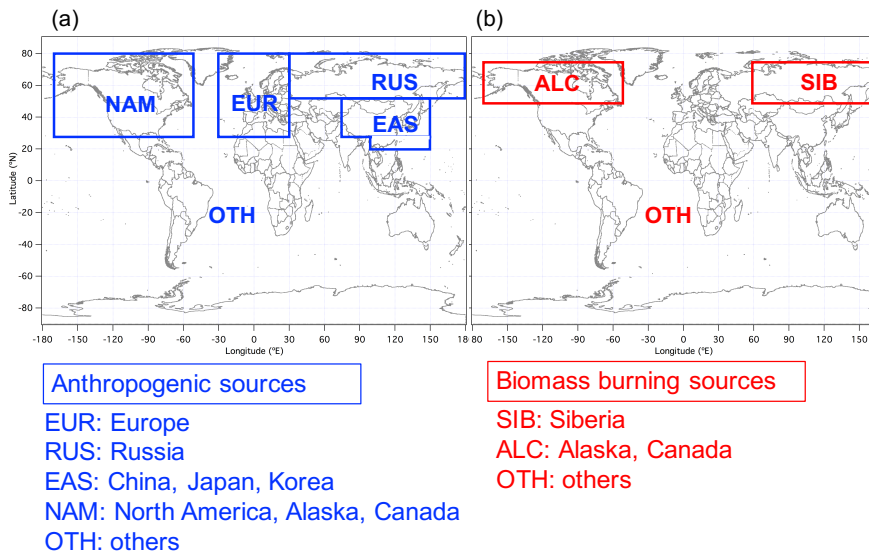 (a)
(b)
80
60
40
20
0
-20
-40
-60
-80
Latitude (°N)
NAM
EUR
RUS
EAS
OTH
-180 -150 -120 -90 -60 -30 0 30 60 90 120 150 180
Longitude (°E)
ALC
SIB
OTH
-150 -120 -90 -60 -30 0 30 60 90 120 150
Longitude (°E)
Anthropogenic sources
EUR: Europe
RUS: Russia
EAS: China, Japan, Korea
NAM: North America, Alaska, Canada
OTH: others
Biomass burning sources
SIB: Siberia
ALC: Alaska, Canada
OTH: others